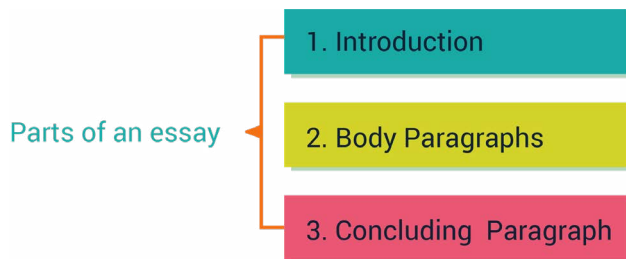 Parts of an essay
1. Introduction
2. Body Paragraphs
3. Concluding Paragraph